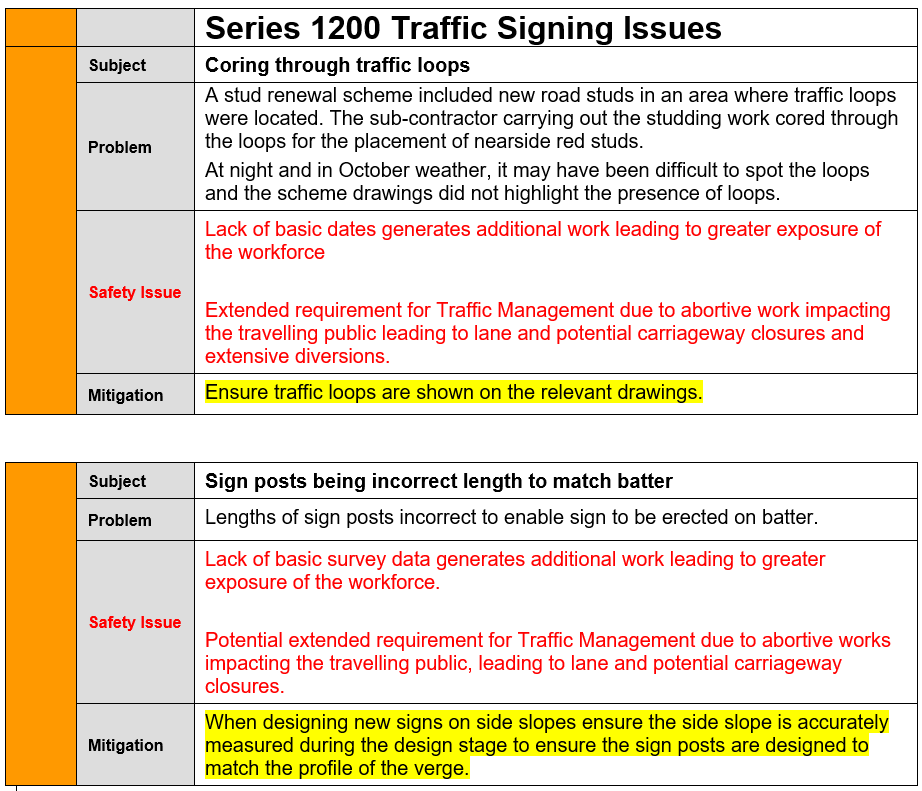 Series 1200 Traffic Signing Issues
Subject
Coring through traffic loops
Problem
A stud renewal scheme included new road studs in an area where traffic loops
were located. The sub-contractor carrying out the studding work cored through
the loops for the placement of nearside red studs.
At night and in October weather, it may have been difficult to spot the loops
and the scheme drawings did not highlight the presence of loops.
Safety Issue
Lack of basic dates generates additional work leading to greater exposure of
the workforce
Extended requirement for Traffic Management due to abortive work impacting
the travelling public leading to lane and potential carriageway closures and
extensive diversions.
Mitigation
Ensure traffic loops are shown on the relevant drawings.
Subject
Sign posts being incorrect length to match batter
Problem
Lengths of sign posts incorrect to enable sign to be erected on batter.
Safety Issue
Lack of basic survey data generates additional work leading to greater
exposure of the workforce.
Potential extended requirement for Traffic Management due to abortive works
impacting the travelling public, leading to lane and potential carriageway
closures.
Mitigation
When designing new signs on side slopes ensure the side slope is accurately
measured during the design stage to ensure the sign posts are designed to
match the profile of the verge.